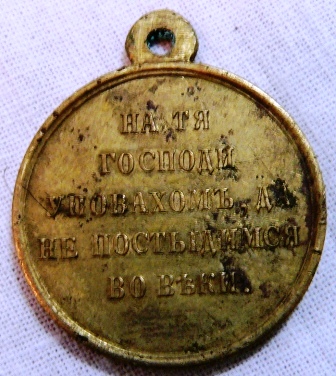 НА ТЯ
ГОСПОДИ
УПОВАХОМЪ, ДА
НЕ ПОСТЫДИМСЯ
ВО ВѢКИ.